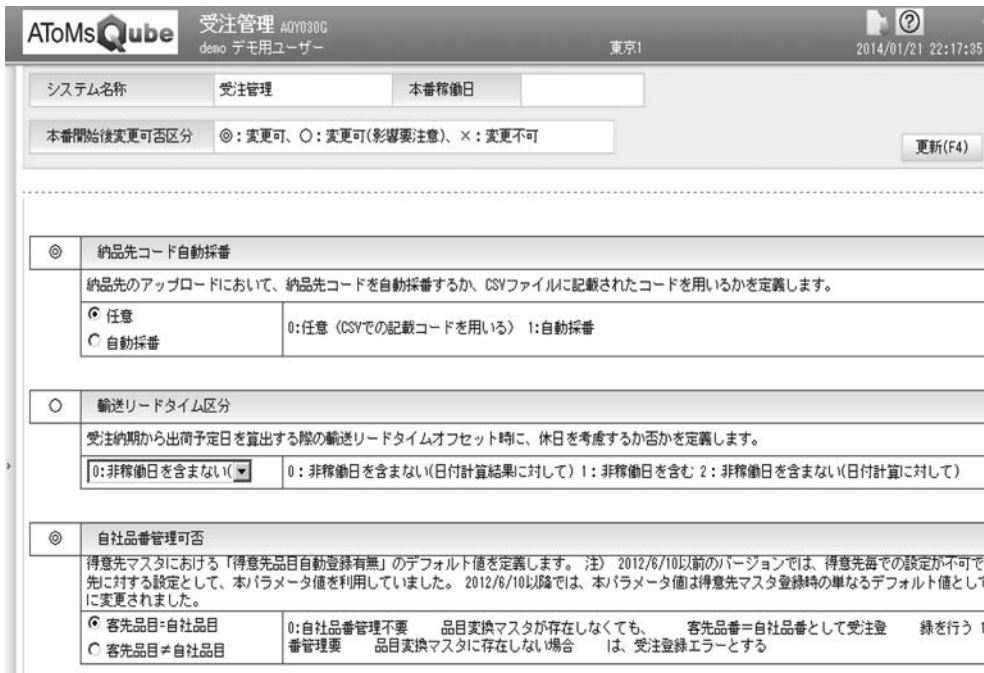 AToMsQube
受注管理 AQY030G
demo デモ用ユーザー
東京1
2014/01/21 22:17:35
システム名称 受注管理 本番稼働日
本番開始後変更可否区分 ◎：変更可、○：変更可(影響要注意)、×：変更不可
更新(F4)
◎ 納品先コード自動採番
納品先のアップロードにおいて、納品先コードを自動採番するか、CSVファイルに記載されたコードを用いるかを定義します。
任意
自動採番
0:任意（CSVでの記載コードを用いる） 1:自動採番
○ 輸送リードタイム区分
受注納期から出荷予定日を算出する際の輸送リードタイムオフセット時に、休日を考慮するか否かを定義します。
0:非稼働日を含まない(
0：非稼働日を含まない(日付計算結果に対して) 1：非稼働日を含む 2：非稼働日を含まない(日付計算に対して)
◎ 自社品番管理可否
得意先マスタにおける「得意先品目自動登録有無」のデフォルト値を定義します。 注） 2012/6/10以前のバージョンでは、得意先毎での設定が不可で
先に対する設定として、本パラメータ値を利用していました。 2012/6/10以降では、本パラメータ値は得意先マスタ登録時の単なるデフォルト値として
に変更されました。
客先品目=自社品目
客先品目≠自社品目
0:自社品番管理不要 品目変換マスタが存在しなくても、 客先品番＝自社品番として受注登 録を行う 1
番管理要 品目変換マスタに存在しない場合 は、受注登録エラーとする